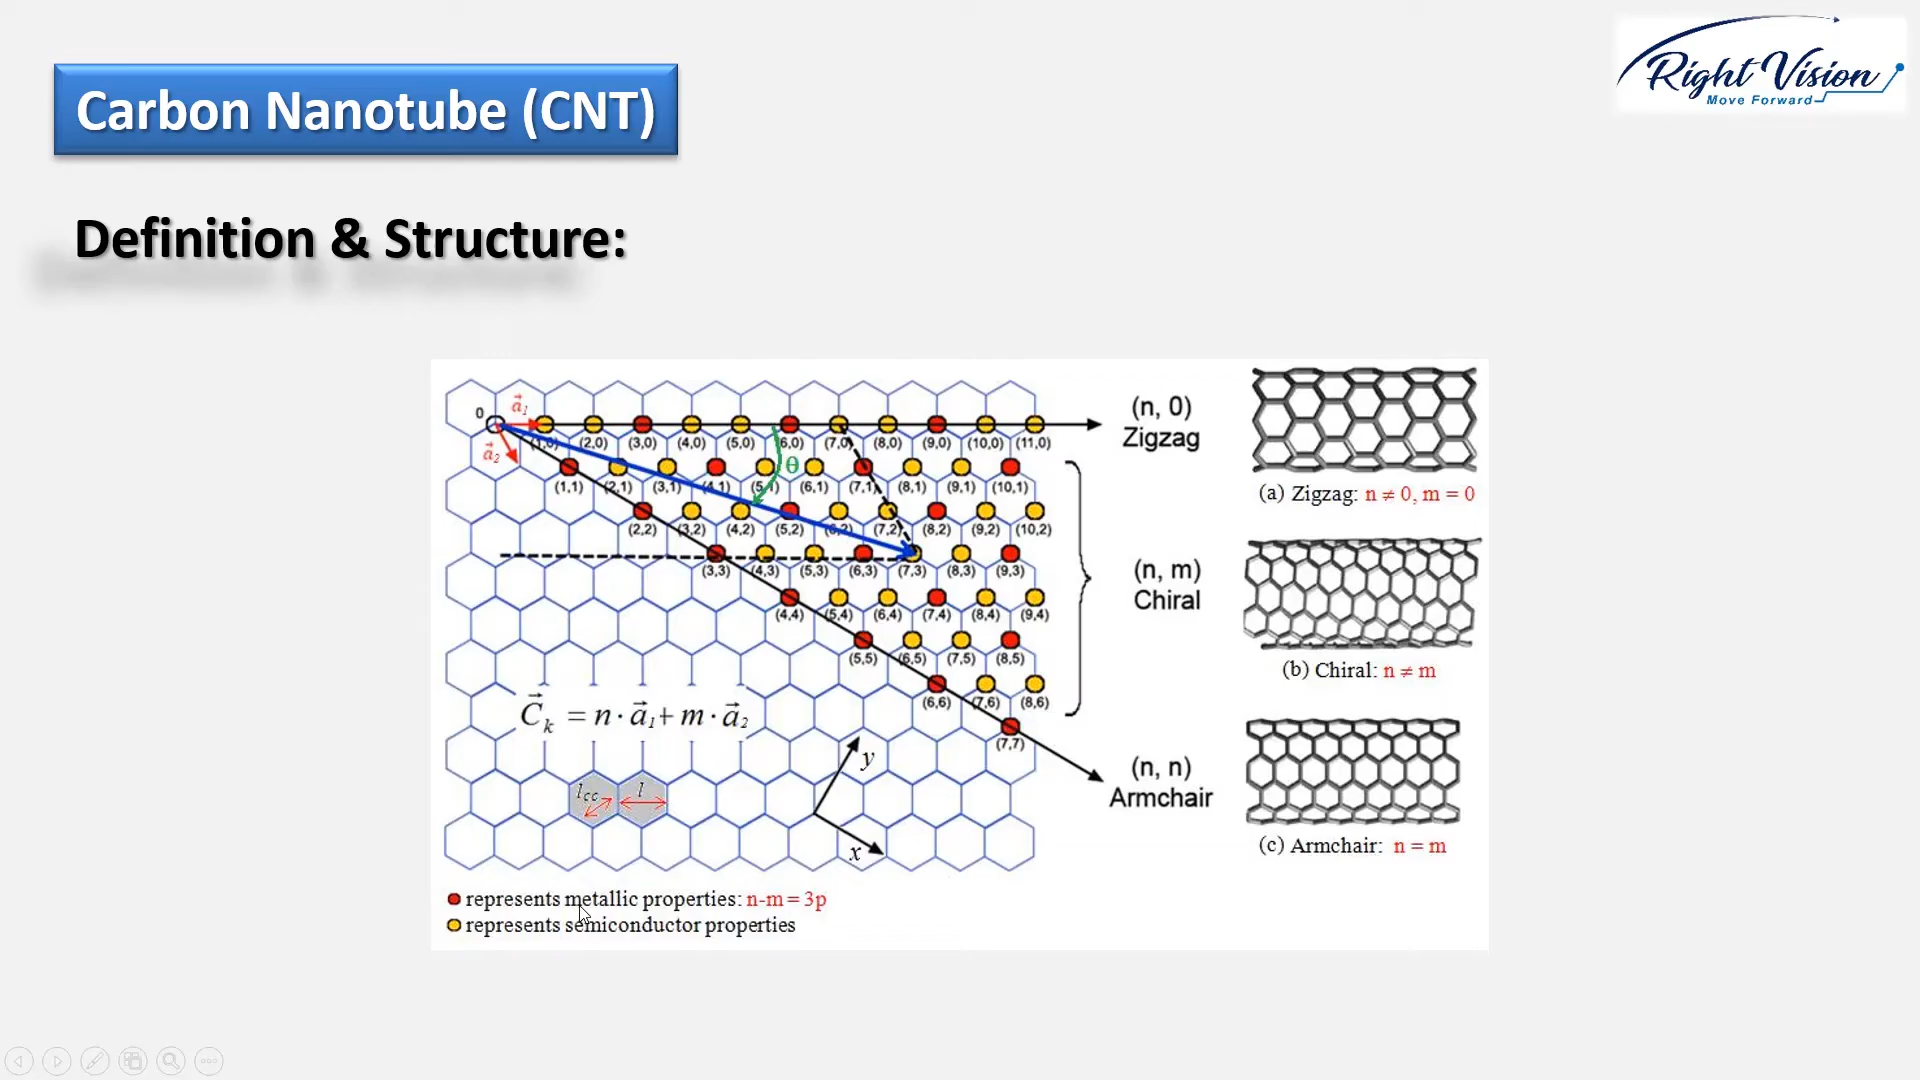 Right Vision
Move Forward
Carbon Nanotube (CNT)
Definition & Structure:
0
a⃗₁
a⃗₂
(1,0) (2,0) (3,0) (4,0) (5,0) (6,0) (7,0) (8,0) (9,0) (10,0) (11,0)
θ
(1,1) (2,1) (3,1) (4,1) (5,1) (6,1) (7,1) (8,1) (9,1) (10,1)
(2,2) (3,2) (4,2) (5,2) (6,2) (7,2) (8,2) (9,2) (10,2)
(3,3) (4,3) (5,3) (6,3) (7,3) (8,3) (9,3)
(4,4) (5,4) (6,4) (7,4) (8,4) (9,4)
(5,5) (6,5) (7,5) (8,5)
(6,6) (7,6) (8,6)
(7,7)
C⃗ₖ = n · a⃗₁ + m · a⃗₂
lcc
l
y
x
(n, 0)
Zigzag
(n, m)
Chiral
(n, n)
Armchair
(a) Zigzag: n ≠ 0, m = 0
(b) Chiral: n ≠ m
(c) Armchair: n = m
represents metallic properties: n-m = 3p
represents semiconductor properties